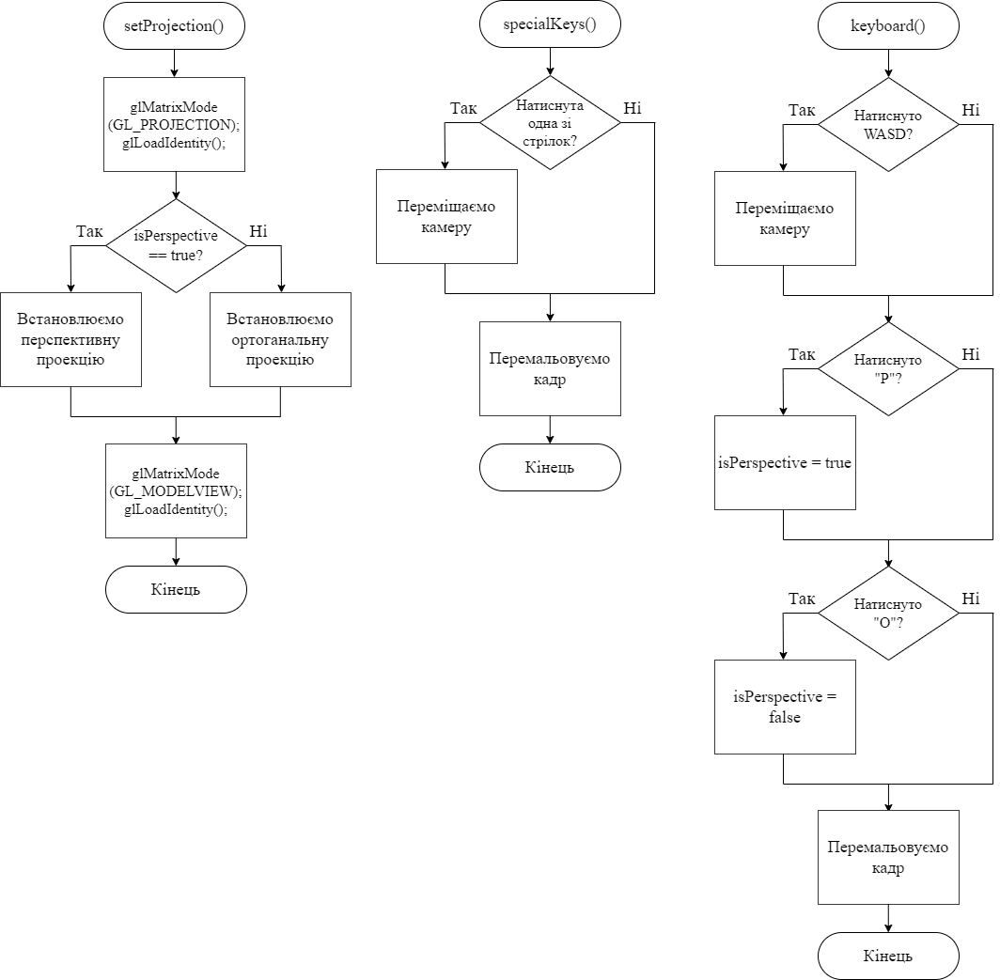 setProjection()
glMatrixMode
(GL_PROJECTION);
glLoadIdentity();
Так
Ні
isPerspective
== true?
Встановлюємо
перспективну
проекцію
Встановлюємо
ортоганальну
проекцію
glMatrixMode
(GL_MODELVIEW);
glLoadIdentity();
Кінець
specialKeys()
Так
Ні
Натиснута
одна зі
стрілок?
Переміщаємо
камеру
Перемальовуємо
кадр
Кінець
keyboard()
Так
Ні
Натиснуто
WASD?
Переміщаємо
камеру
Так
Ні
Натиснуто
"P"?
isPerspective = true
Так
Ні
Натиснуто
"O"?
isPerspective =
false
Перемальовуємо
кадр
Кінець